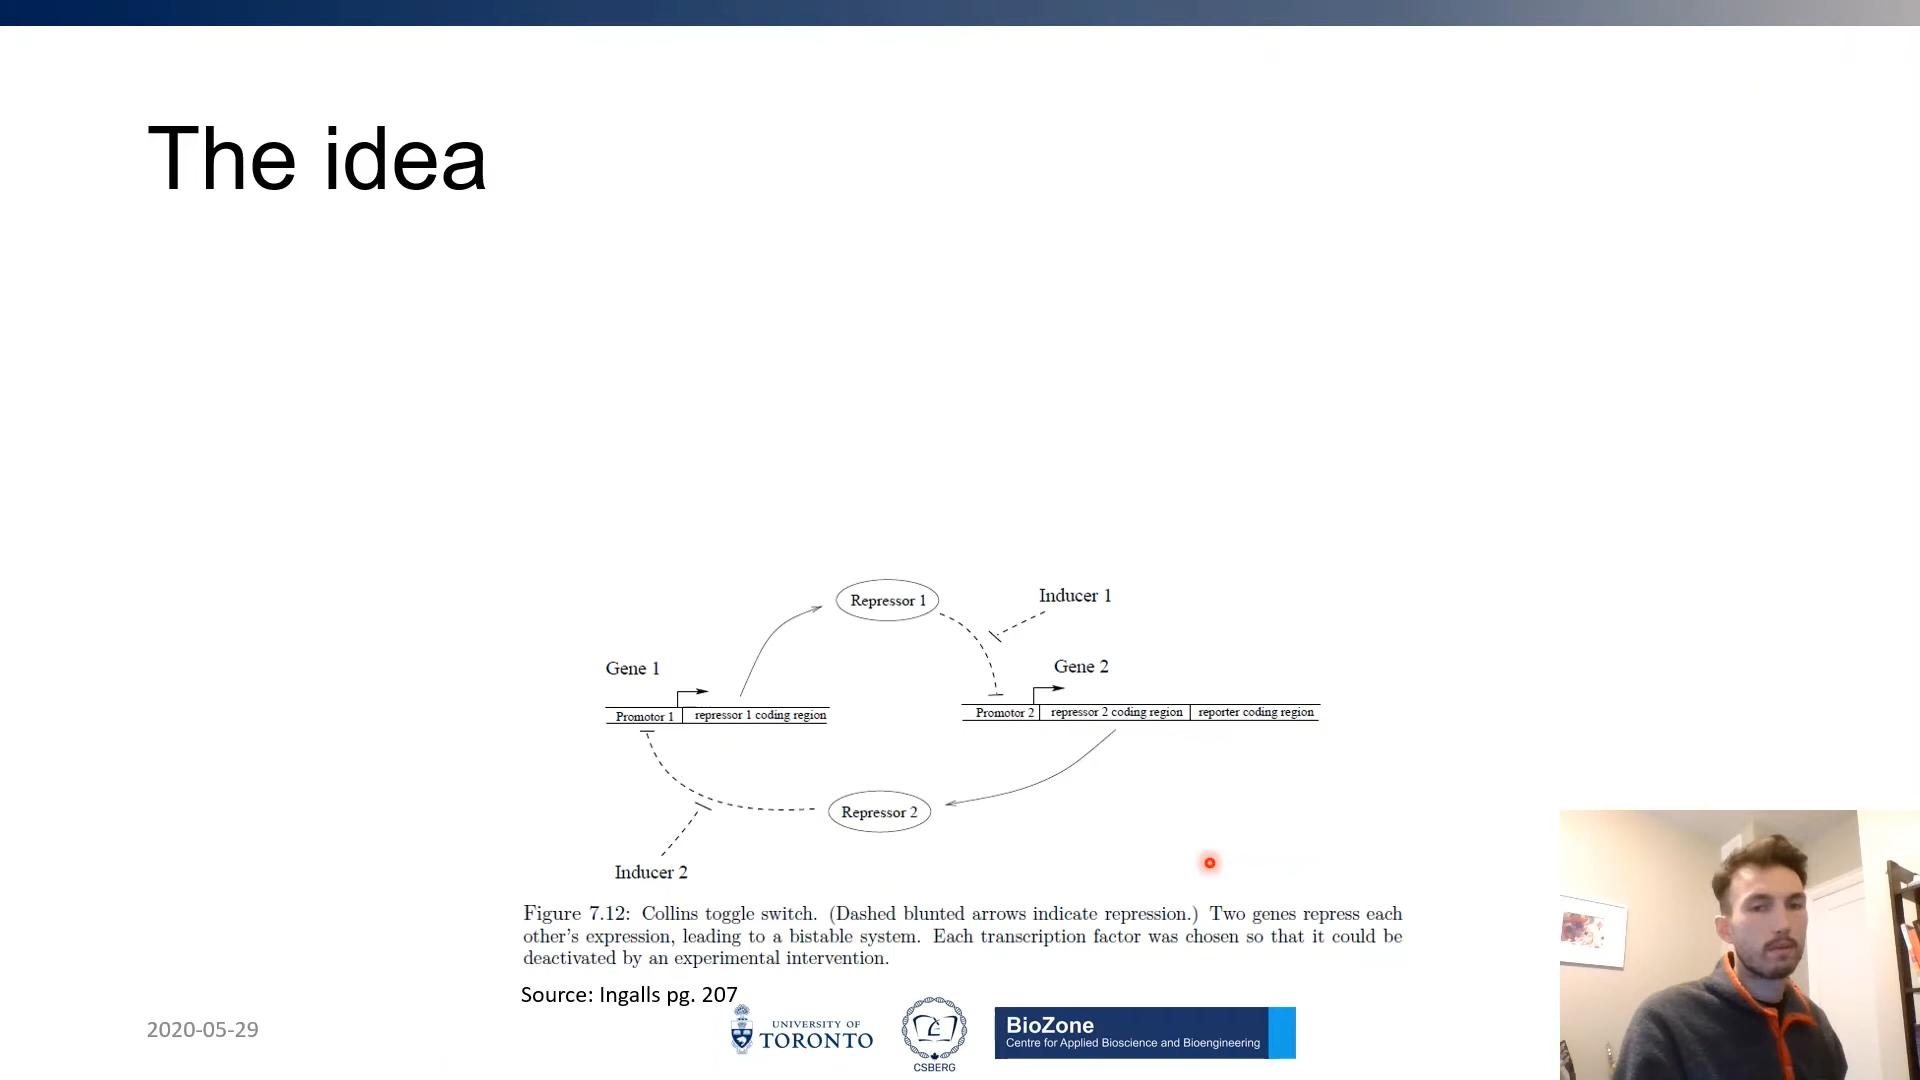 The idea
Repressor 1
Inducer 1
Gene 1
Gene 2
Promotor 1
repressor 1 coding region
Promotor 2
repressor 2 coding region
reporter coding region
Repressor 2
Inducer 2
Figure 7.12: Collins toggle switch. (Dashed blunted arrows indicate repression.) Two genes repress each
other's expression, leading to a bistable system. Each transcription factor was chosen so that it could be
deactivated by an experimental intervention.
Source: Ingalls pg. 207
2020-05-29
UNIVERSITY OF
TORONTO
CSBERG
BioZone
Centre for Applied Bioscience and Bioengineering